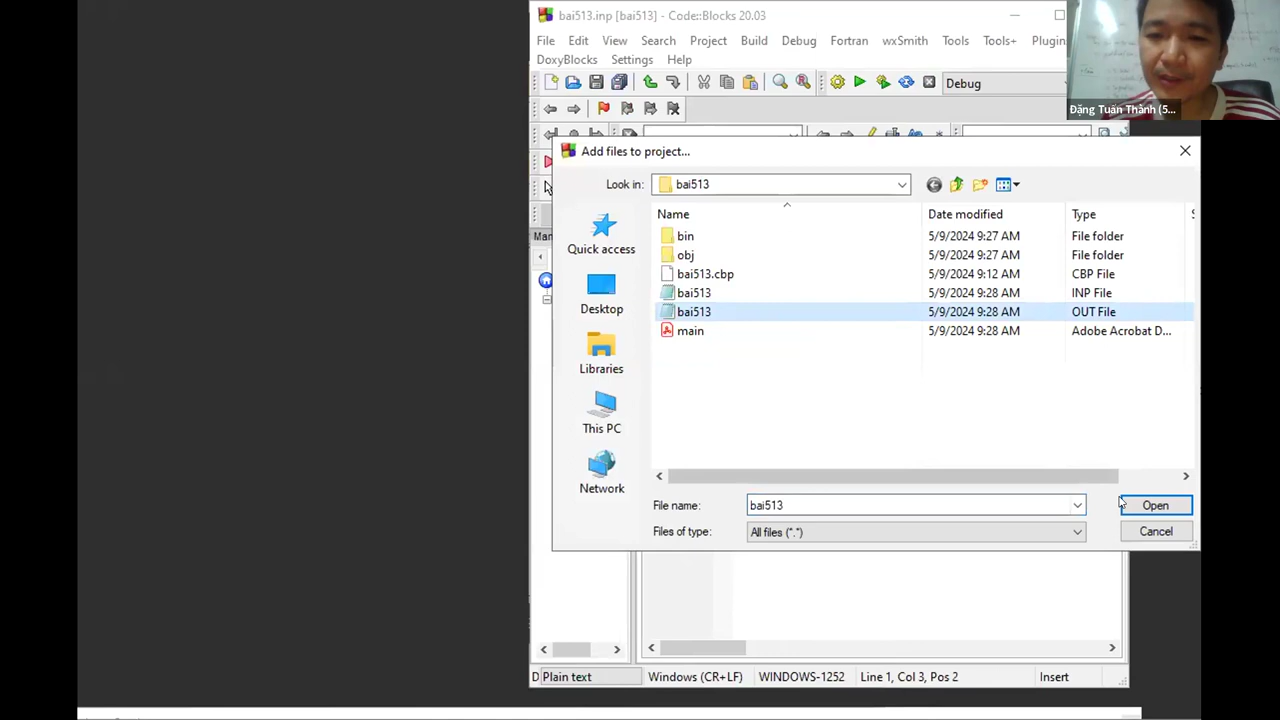 bai513.inp [bai513] - Code::Blocks 20.03
File Edit View Search Project Build Debug Fortran wxSmith Tools Tools+ Plugin
DoxyBlocks Settings Help
Debug
Đặng Tuấn Thành (5...
Add files to project...
Look in: bai513
Name Date modified Type
bin 5/9/2024 9:27 AM File folder
obj 5/9/2024 9:27 AM File folder
bai513.cbp 5/9/2024 9:12 AM CBP File
bai513 5/9/2024 9:28 AM INP File
bai513 5/9/2024 9:28 AM OUT File
main 5/9/2024 9:28 AM Adobe Acrobat D...
Quick access
Desktop
Libraries
This PC
Network
File name: bai513 Open
Files of type: All files (*.*) Cancel
Plain text Windows (CR+LF) WINDOWS-1252 Line 1, Col 3, Pos 2 Insert